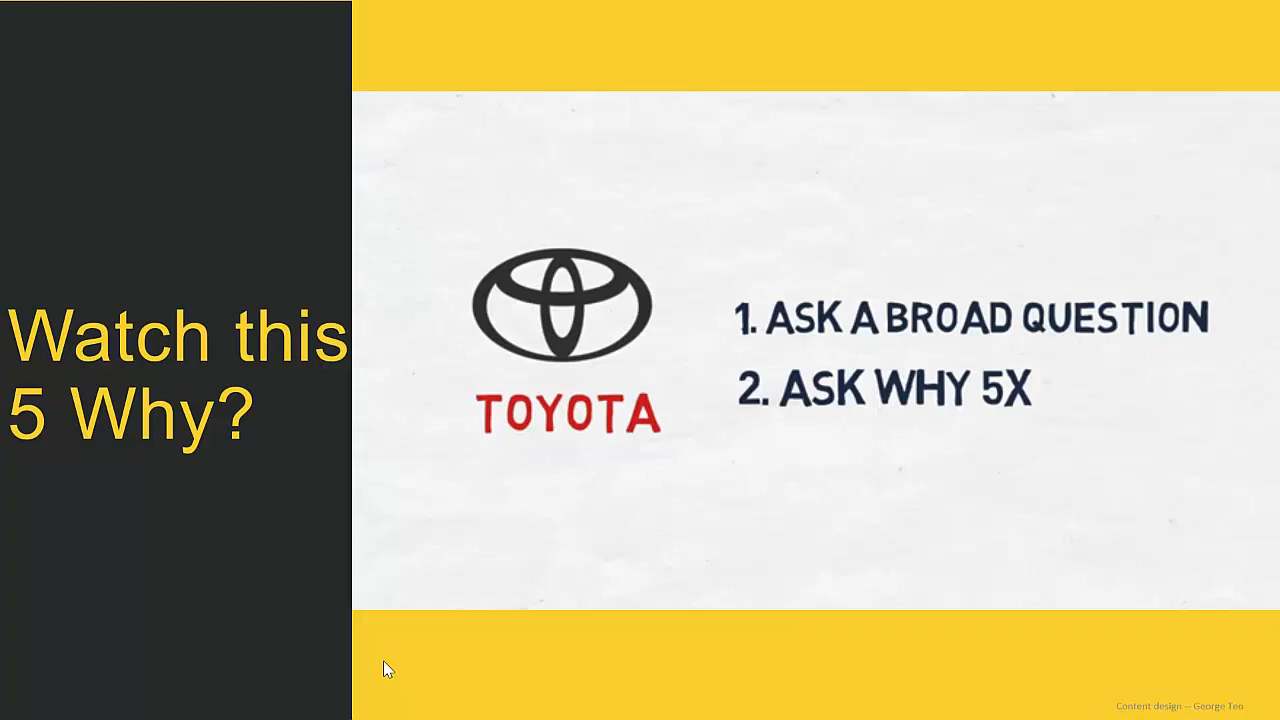 Watch this
5 Why?
TOYOTA
1. ASK A BROAD QUESTION
2. ASK WHY 5X
Content design – George Teo